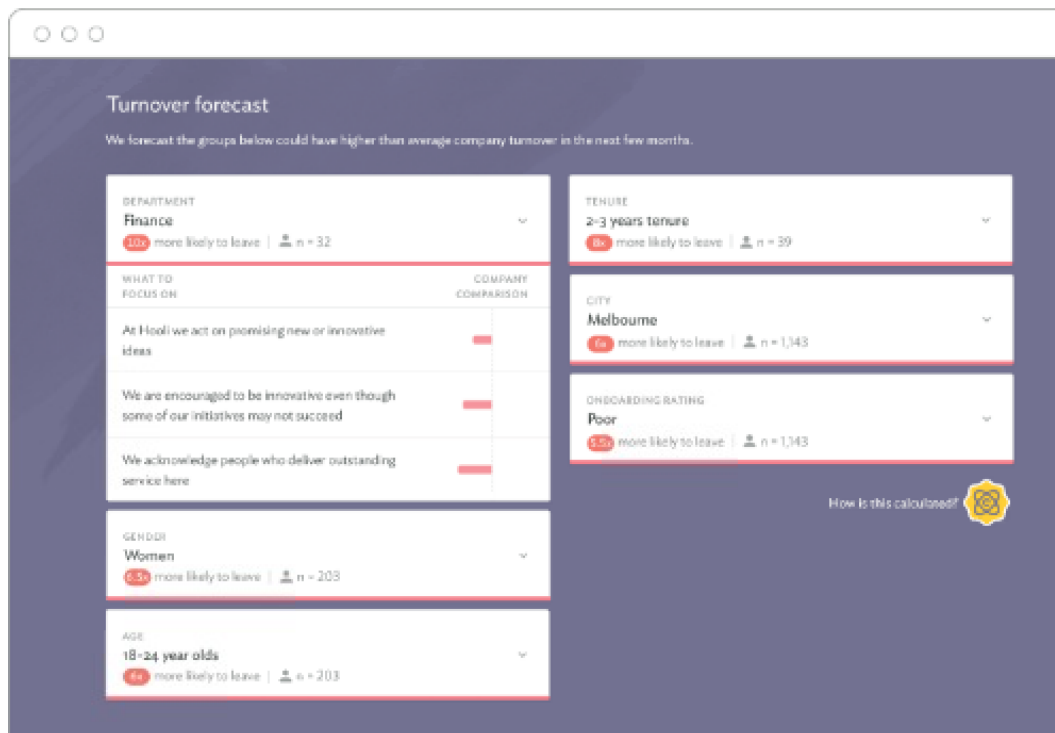 Turnover forecast
We forecast the groups below could have higher than average company turnover in the next few months.
DEPARTMENT
Finance
10x more likely to leave | n = 32
WHAT TO
FOCUS ON
COMPANY
COMPARISON
At Hooli we act on promising new or innovative
ideas
We are encouraged to be innovative even though
some of our initiatives may not succeed
We acknowledge people who deliver outstanding
service here
GENDER
Women
6.5x more likely to leave | n = 203
AGE
18-24 year olds
6x more likely to leave | n = 203
TENURE
2-3 years tenure
8x more likely to leave | n = 39
CITY
Melbourne
6x more likely to leave | n = 1,143
ONBOARDING RATING
Poor
5.5x more likely to leave | n = 1,143
How is this calculated?